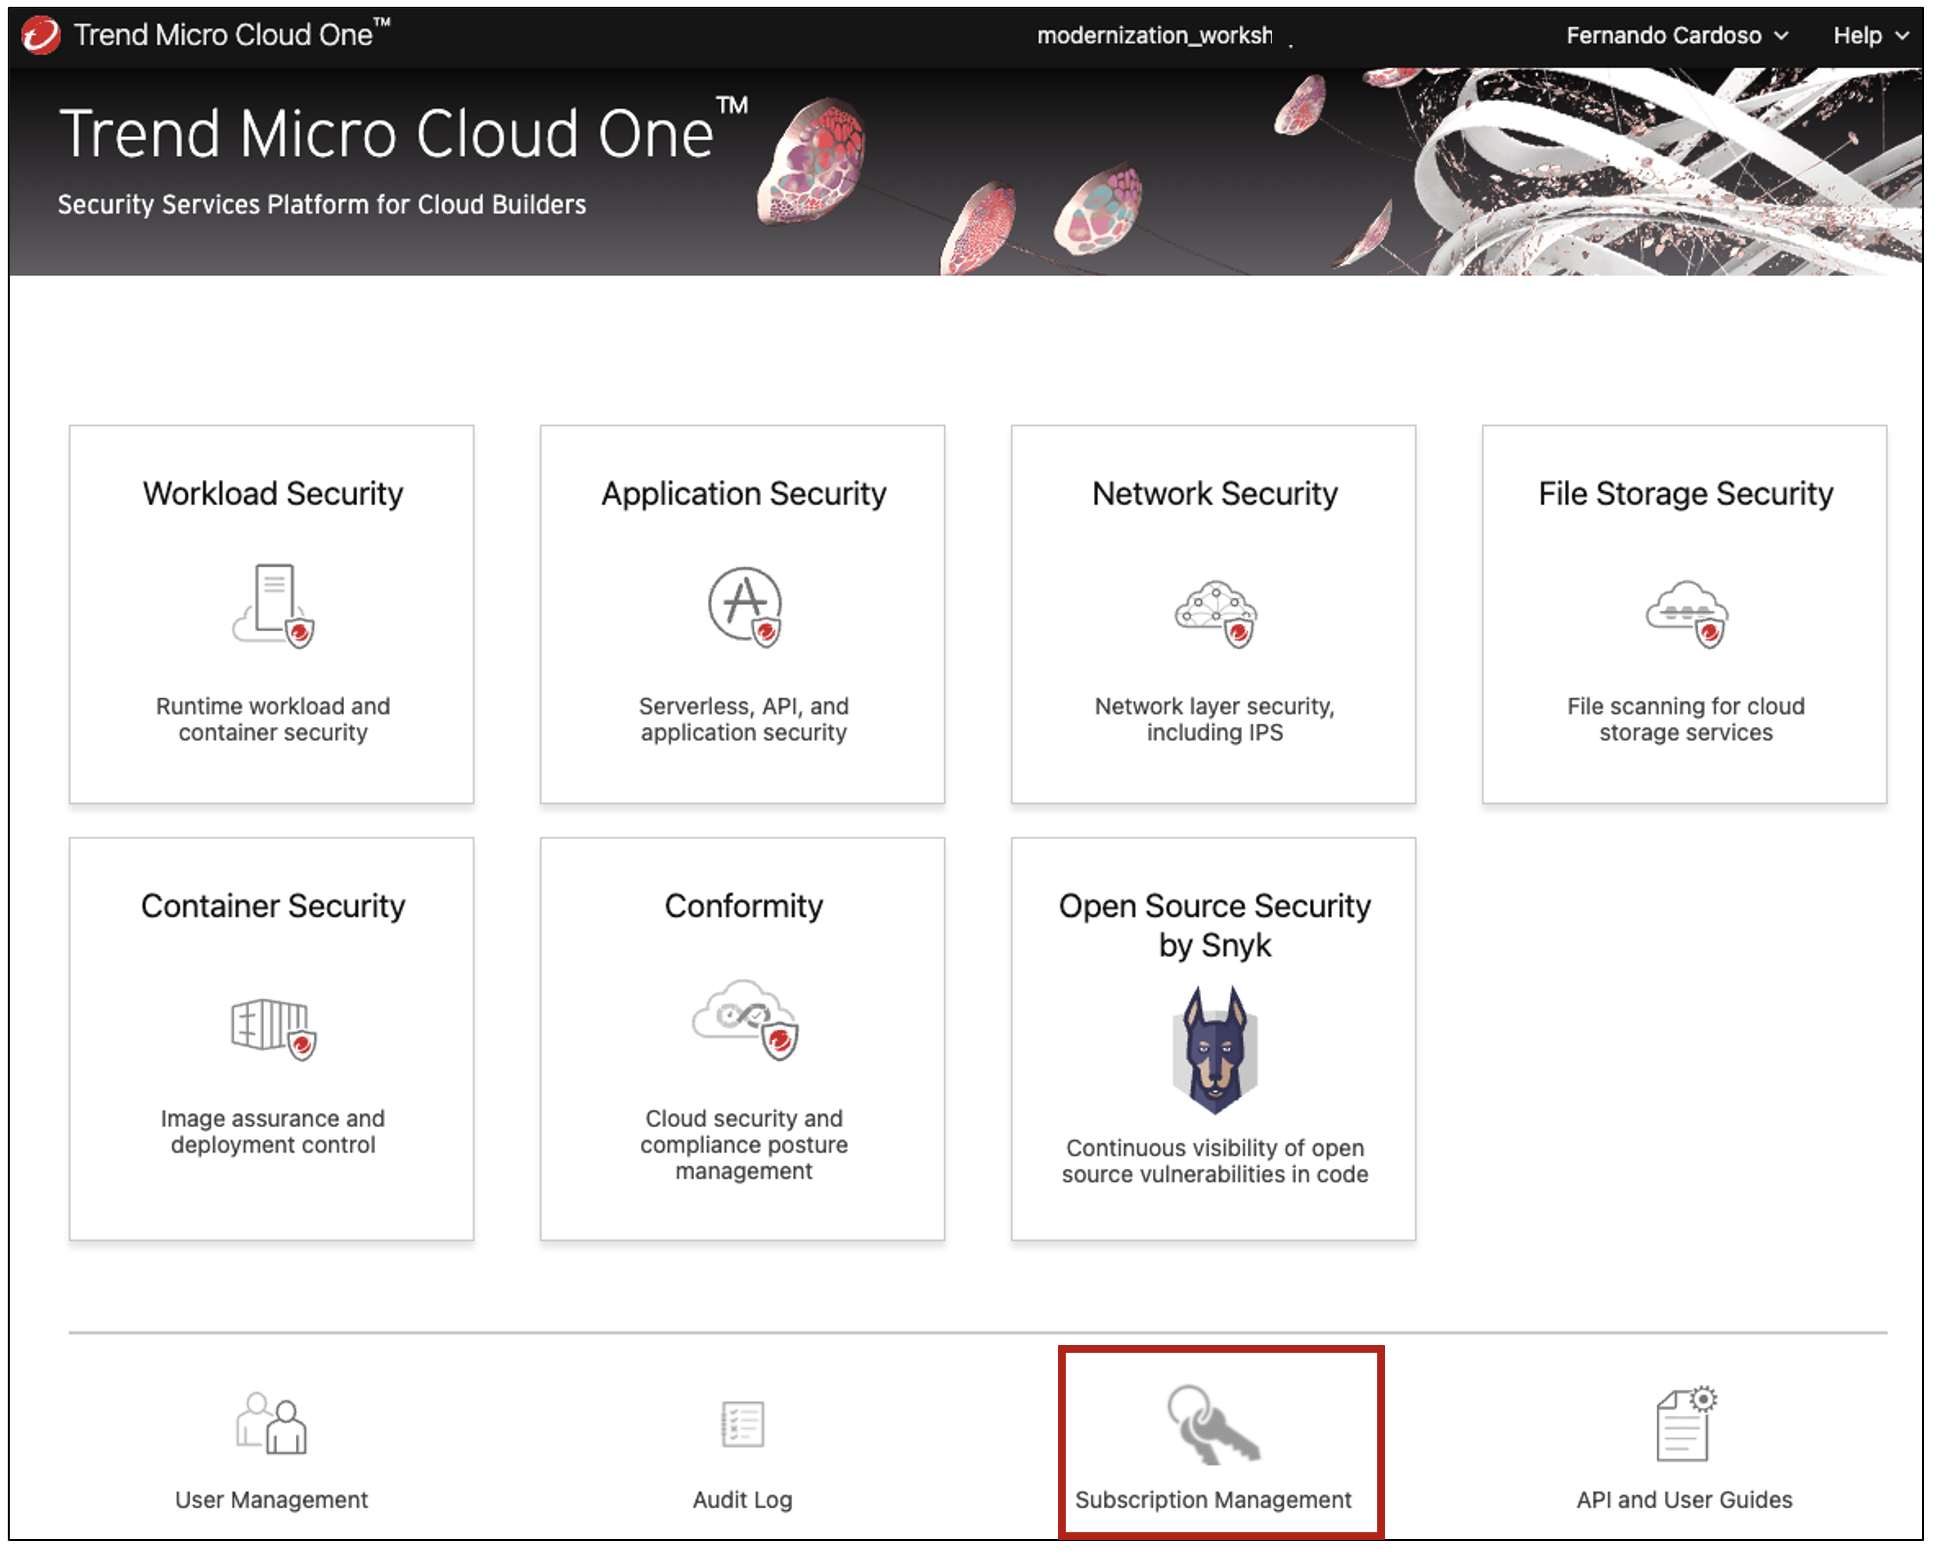 Trend Micro Cloud One™
modernization_worksh
Fernando Cardoso
Help
Trend Micro Cloud One™
Security Services Platform for Cloud Builders
Workload Security
Runtime workload and
container security
Application Security
Serverless, API, and
application security
Network Security
Network layer security,
including IPS
File Storage Security
File scanning for cloud
storage services
Container Security
Image assurance and
deployment control
Conformity
Cloud security and
compliance posture
management
Open Source Security
by Snyk
Continuous visibility of open
source vulnerabilities in code
User Management
Audit Log
Subscription Management
API and User Guides